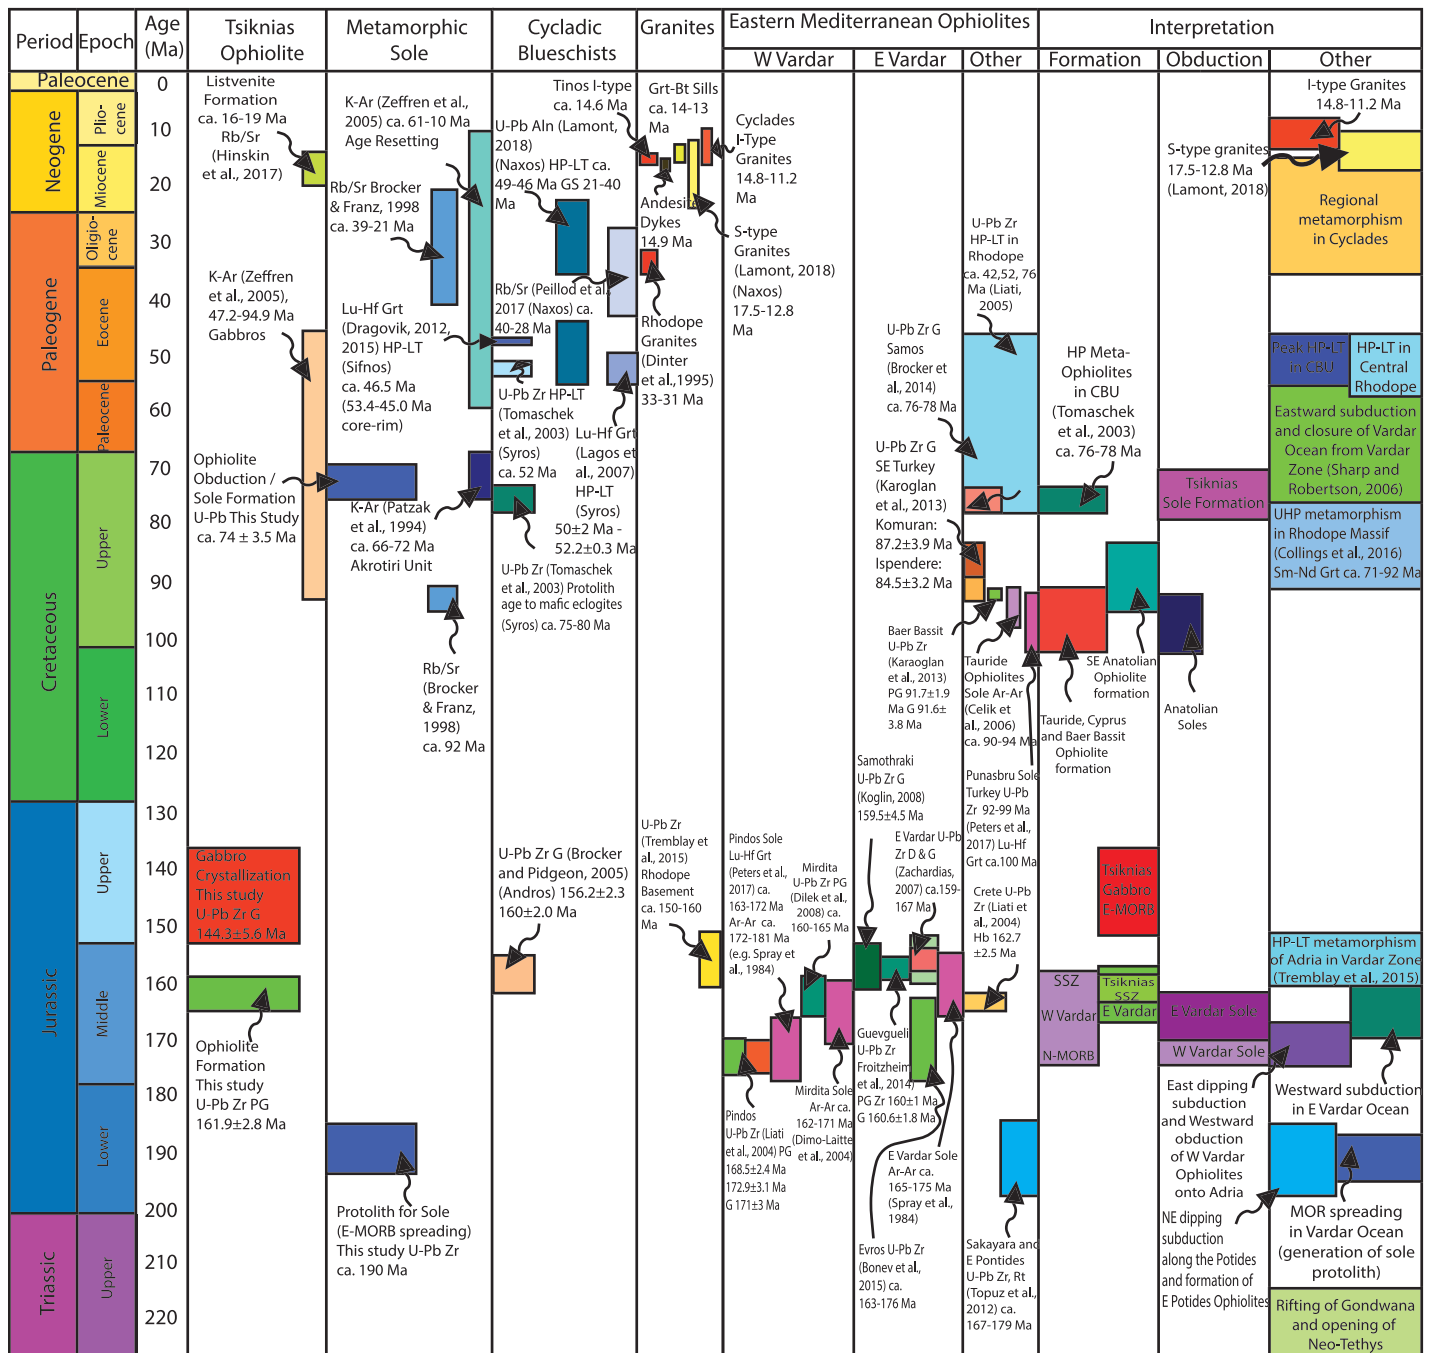 Period
Epoch
Age
(Ma)
Tsiknias
Ophiolite
Metamorphic
Sole
Cycladic
Blueschists
Granites
Eastern Mediterranean Ophiolites
W Vardar
E Vardar
Other
Interpretation
Formation
Obduction
Other
Paleocene
Neogene
Plio-
cene
Miocene
Paleogene
Oligio-
cene
Eocene
Paleocene
Cretaceous
Upper
Lower
Jurassic
Upper
Middle
Lower
Triassic
Upper
0
10
20
30
40
50
60
70
80
90
100
110
120
130
140
150
160
170
180
190
200
210
220
Listvenite
Formation
ca. 16-19 Ma
Rb/Sr
(Hinskin
et al., 2017)
K-Ar (Zeffren
et al., 2005),
47.2-94.9 Ma
Gabbros
Ophiolite
Obduction /
Sole Formation
U-Pb This Study
ca. 74 ± 3.5 Ma
Gabbro
Crystallization
This study
U-Pb Zr G
144.3±5.6 Ma
Ophiolite
Formation
This study
U-Pb Zr PG
161.9±2.8 Ma
K-Ar (Zeffren et al.,
2005) ca. 61-10 Ma
Age Resetting
Rb/Sr Brocker
& Franz, 1998
ca. 39-21 Ma
Lu-Hf Grt
(Dragovik, 2012,
2015) HP-LT
(Sifnos)
ca. 46.5 Ma
(53.4-45.0 Ma
core-rim)
K-Ar (Patzak
et al., 1994)
ca. 66-72 Ma
Akrotiri Unit
Rb/Sr
(Brocker
& Franz,
1998)
ca. 92 Ma
Protolith for Sole
(E-MORB spreading)
This study U-Pb Zr
ca. 190 Ma
U-Pb Aln (Lamont,
2018)
(Naxos) HP-LT ca.
49-46 Ma GS 21-40
Ma
Rb/Sr (Peillod et al.,
2017 (Naxos) ca.
40-28 Ma
U-Pb Zr HP-LT
(Tomaschek
et al., 2003)
(Syros)
ca. 52 Ma
Lu-Hf Grt
(Lagos et
al., 2007)
HP-LT
(Syros)
50±2 Ma -
52.2±0.3 Ma
U-Pb Zr (Tomaschek
et al., 2003) Protolith
age to mafic eclogites
(Syros) ca. 75-80 Ma
U-Pb Zr G (Brocker
and Pidgeon, 2005)
(Andros) 156.2±2.3
160±2.0 Ma
Tinos I-type
ca. 14.6 Ma
Grt-Bt Sills
ca. 14-13
Ma
Andesite
Dykes
14.9 Ma
Rhodope
Granites
(Dinter
et al.,1995)
33-31 Ma
Cyclades
I-Type
Granites
14.8-11.2
Ma
S-type
Granites
(Lamont, 2018)
(Naxos)
17.5-12.8
Ma
U-Pb Zr
(Tremblay et
al., 2015)
Rhodope
Basement
ca. 150-160
Ma
Pindos Sole
Lu-Hf Grt
(Peters et al.,
2017) ca.
163-172 Ma
Ar-Ar ca.
172-181 Ma
(e.g. Spray et
al., 1984)
Mirdita
U-Pb Zr PG
(Dilek et al.,
2008) ca.
160-165 Ma
Pindos
U-Pb Zr (Liati
et al., 2004) PG
168.5±2.4 Ma
172.9±3.1 Ma
G 171±3 Ma
Mirdita Sole
Ar-Ar ca.
162-171 Ma
(Dimo-Laitte
et al., 2004)
U-Pb Zr G
Samos
(Brocker et
al., 2014)
ca. 76-78 Ma
U-Pb Zr G
SE Turkey
(Karoglan
et al., 2013)
Komuran:
87.2±3.9 Ma
Ispendere:
84.5±3.2 Ma
Baer Bassit
U-Pb Zr
(Karaoglan
et al., 2013)
PG 91.7±1.9
Ma G 91.6±
3.8 Ma
Samothraki
U-Pb Zr G
(Koglin, 2008)
159.5±4.5 Ma
E Vardar U-Pb
Zr D & G
(Zachardias,
2007) ca.159-
167 Ma
Guevgueli
U-Pb Zr
Froitzheim
et al., 2014)
PG Zr 160±1 Ma
G 160.6±1.8 Ma
E Vardar Sole
Ar-Ar ca.
165-175 Ma
(Spray et al.,
1984)
Evros U-Pb Zr
(Bonev et al.,
2015) ca.
163-176 Ma
U-Pb Zr
HP-LT in
Rhodope
ca. 42,52, 76
Ma (Liati,
2005)
Tauride
Ophiolites
Sole Ar-Ar
(Celik et
al., 2006)
ca. 90-94 Ma
Punasbru Sole
Turkey U-Pb
Zr 92-99 Ma
(Peters et al.,
2017) Lu-Hf
Grt ca.100 Ma
Crete U-Pb
Zr (Liati et
al., 2004)
Hb 162.7
±2.5 Ma
Sakayara and
E Pontides
U-Pb Zr, Rt
(Topuz et al.,
2012) ca.
167-179 Ma
HP Meta-
Ophiolites
in CBU
(Tomaschek
et al., 2003)
ca. 76-78 Ma
Tauride, Cyprus
and Baer Bassit
Ophiolite
formation
SE Anatolian
Ophiolite
formation
Tsiknias
Gabbro
E-MORB
SSZ
W Vardar
N-MORB
Tsiknias
SSZ
E Vardar
Tsiknias
Sole Formation
Anatolian
Soles
E Vardar Sole
W Vardar Sole
East dipping
subduction
and Westward
obduction
of W Vardar
Ophiolites
onto Adria
NE dipping
subduction
along the Potides
and formation of
E Potides Ophiolites
I-type Granites
14.8-11.2 Ma
S-type granites
17.5-12.8 Ma
(Lamont, 2018)
Regional
metamorphism
in Cyclades
Peak HP-LT
in CBU
HP-LT in
Central
Rhodope
Eastward subduction
and closure of Vardar
Ocean from Vardar
Zone (Sharp and
Robertson, 2006)
UHP metamorphism
in Rhodope Massif
(Collings et al., 2016)
Sm-Nd Grt ca. 71-92 Ma
HP-LT metamorphism
of Adria in Vardar Zone
(Tremblay et al., 2015)
Westward subduction
in E Vardar Ocean
MOR spreading
in Vardar Ocean
(generation of sole
protolith)
Rifting of Gondwana
and opening of
Neo-Tethys